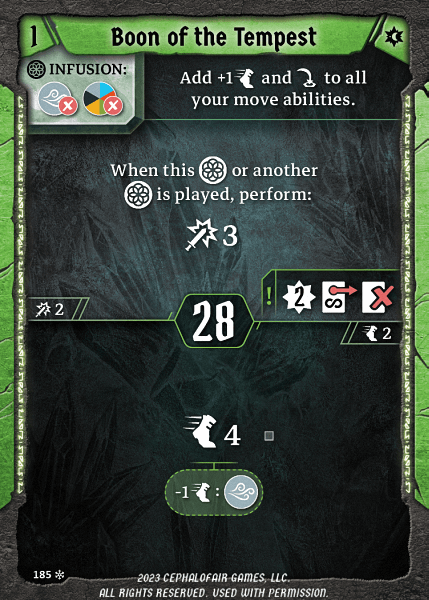 1
Boon of the Tempest
INFUSION:
Add +1 and to all
your move abilities.
When this or another
is played, perform:
3
2
28
! 2
2
4
-1 :
185
2023 CEPHALOFAIR GAMES, LLC.
ALL RIGHTS RESERVED. USED WITH PERMISSION.